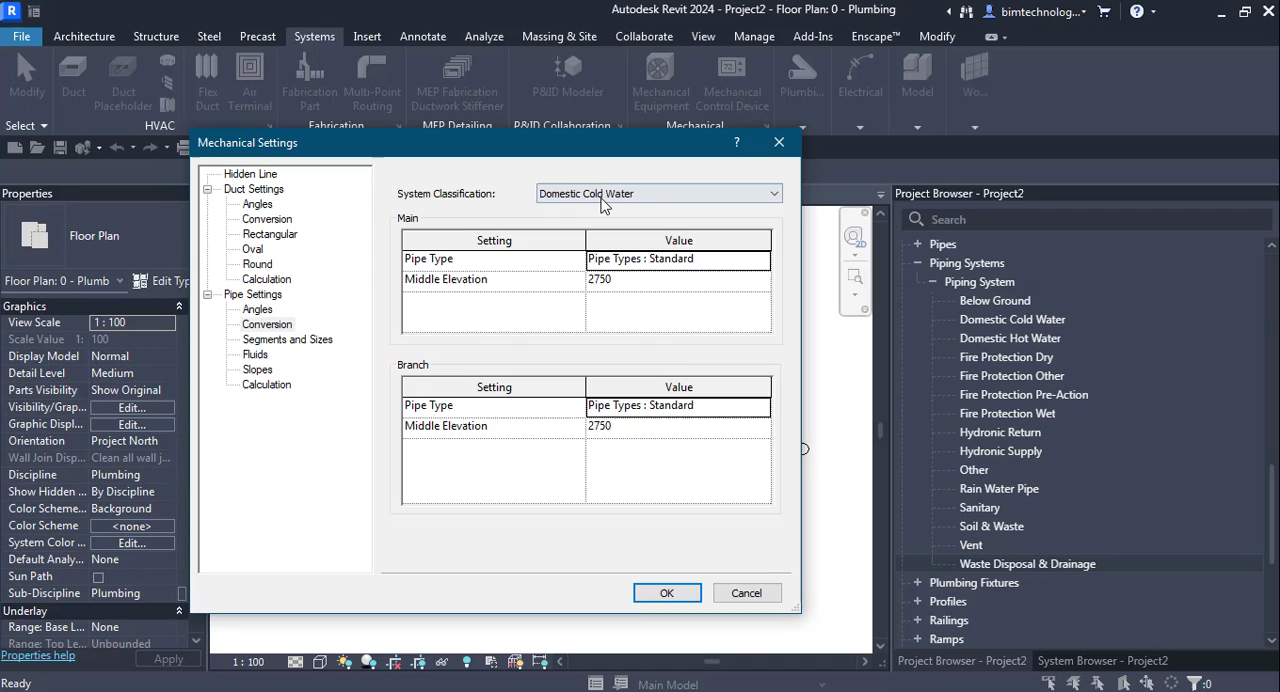 Autodesk Revit 2024 - Project2 - Floor Plan: 0 - Plumbing
bimtechnolog...
File Architecture Structure Steel Precast Systems Insert Annotate Analyze Massing & Site Collaborate View Manage Add-Ins Enscape™ Modify
Modify Duct Duct Placeholder Flex Duct Air Terminal Fabrication Part Multi-Point Routing MEP Fabrication Ductwork Stiffener P&ID Modeler Mechanical Equipment Mechanical Control Device Plumbi... Electrical Model Wo...
Select HVAC Fabrication MEP Detailing P&ID Collaboration Mechanical
Mechanical Settings ?
Hidden Line
Duct Settings
Angles
Conversion
Rectangular
Oval
Round
Calculation
Pipe Settings
Angles
Conversion
Segments and Sizes
Fluids
Slopes
Calculation
System Classification: Domestic Cold Water
Main
Setting Value
Pipe Type Pipe Types : Standard
Middle Elevation 2750
Branch
Setting Value
Pipe Type Pipe Types : Standard
Middle Elevation 2750
OK Cancel
Properties
Floor Plan
Floor Plan: 0 - Plumb Edit Typ
Graphics
View Scale 1 : 100
Scale Value 1: 100
Display Model Normal
Detail Level Medium
Parts Visibility Show Original
Visibility/Grap... Edit...
Graphic Displ... Edit...
Orientation Project North
Wall Join Disp... Clean all wall j...
Discipline Plumbing
Show Hidden ... By Discipline
Color Scheme... Background
Color Scheme <none>
System Color ... Edit...
Default Analy... None
Sun Path
Sub-Discipline Plumbing
Underlay
Range: Base L... None
Range: Top Le... Unbounded
Properties help Apply
2D
Project Browser - Project2
Search
Pipes
Piping Systems
Piping System
Below Ground
Domestic Cold Water
Domestic Hot Water
Fire Protection Dry
Fire Protection Other
Fire Protection Pre-Action
Fire Protection Wet
Hydronic Return
Hydronic Supply
Other
Rain Water Pipe
Sanitary
Soil & Waste
Vent
Waste Disposal & Drainage
Plumbing Fixtures
Profiles
Railings
Ramps
Project Browser - Project2 System Browser - Project2
1 : 100
Ready Main Model :0